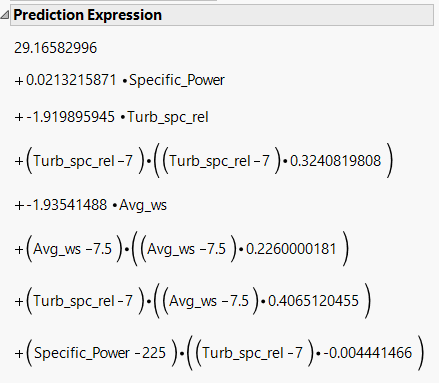 Prediction Expression
29.16582996
+ 0.0213215871 •Specific_Power
+ -1.919895945 •Turb_spc_rel
+(Turb_spc_rel -7 )•((Turb_spc_rel -7 )•0.3240819808 )
+ -1.93541488 •Avg_ws
+(Avg_ws -7.5 )•((Avg_ws -7.5 )•0.2260000181 )
+(Turb_spc_rel -7 )•((Avg_ws -7.5 )•0.4065120455 )
+(Specific_Power -225 )•((Turb_spc_rel -7 )•-0.004441466 )